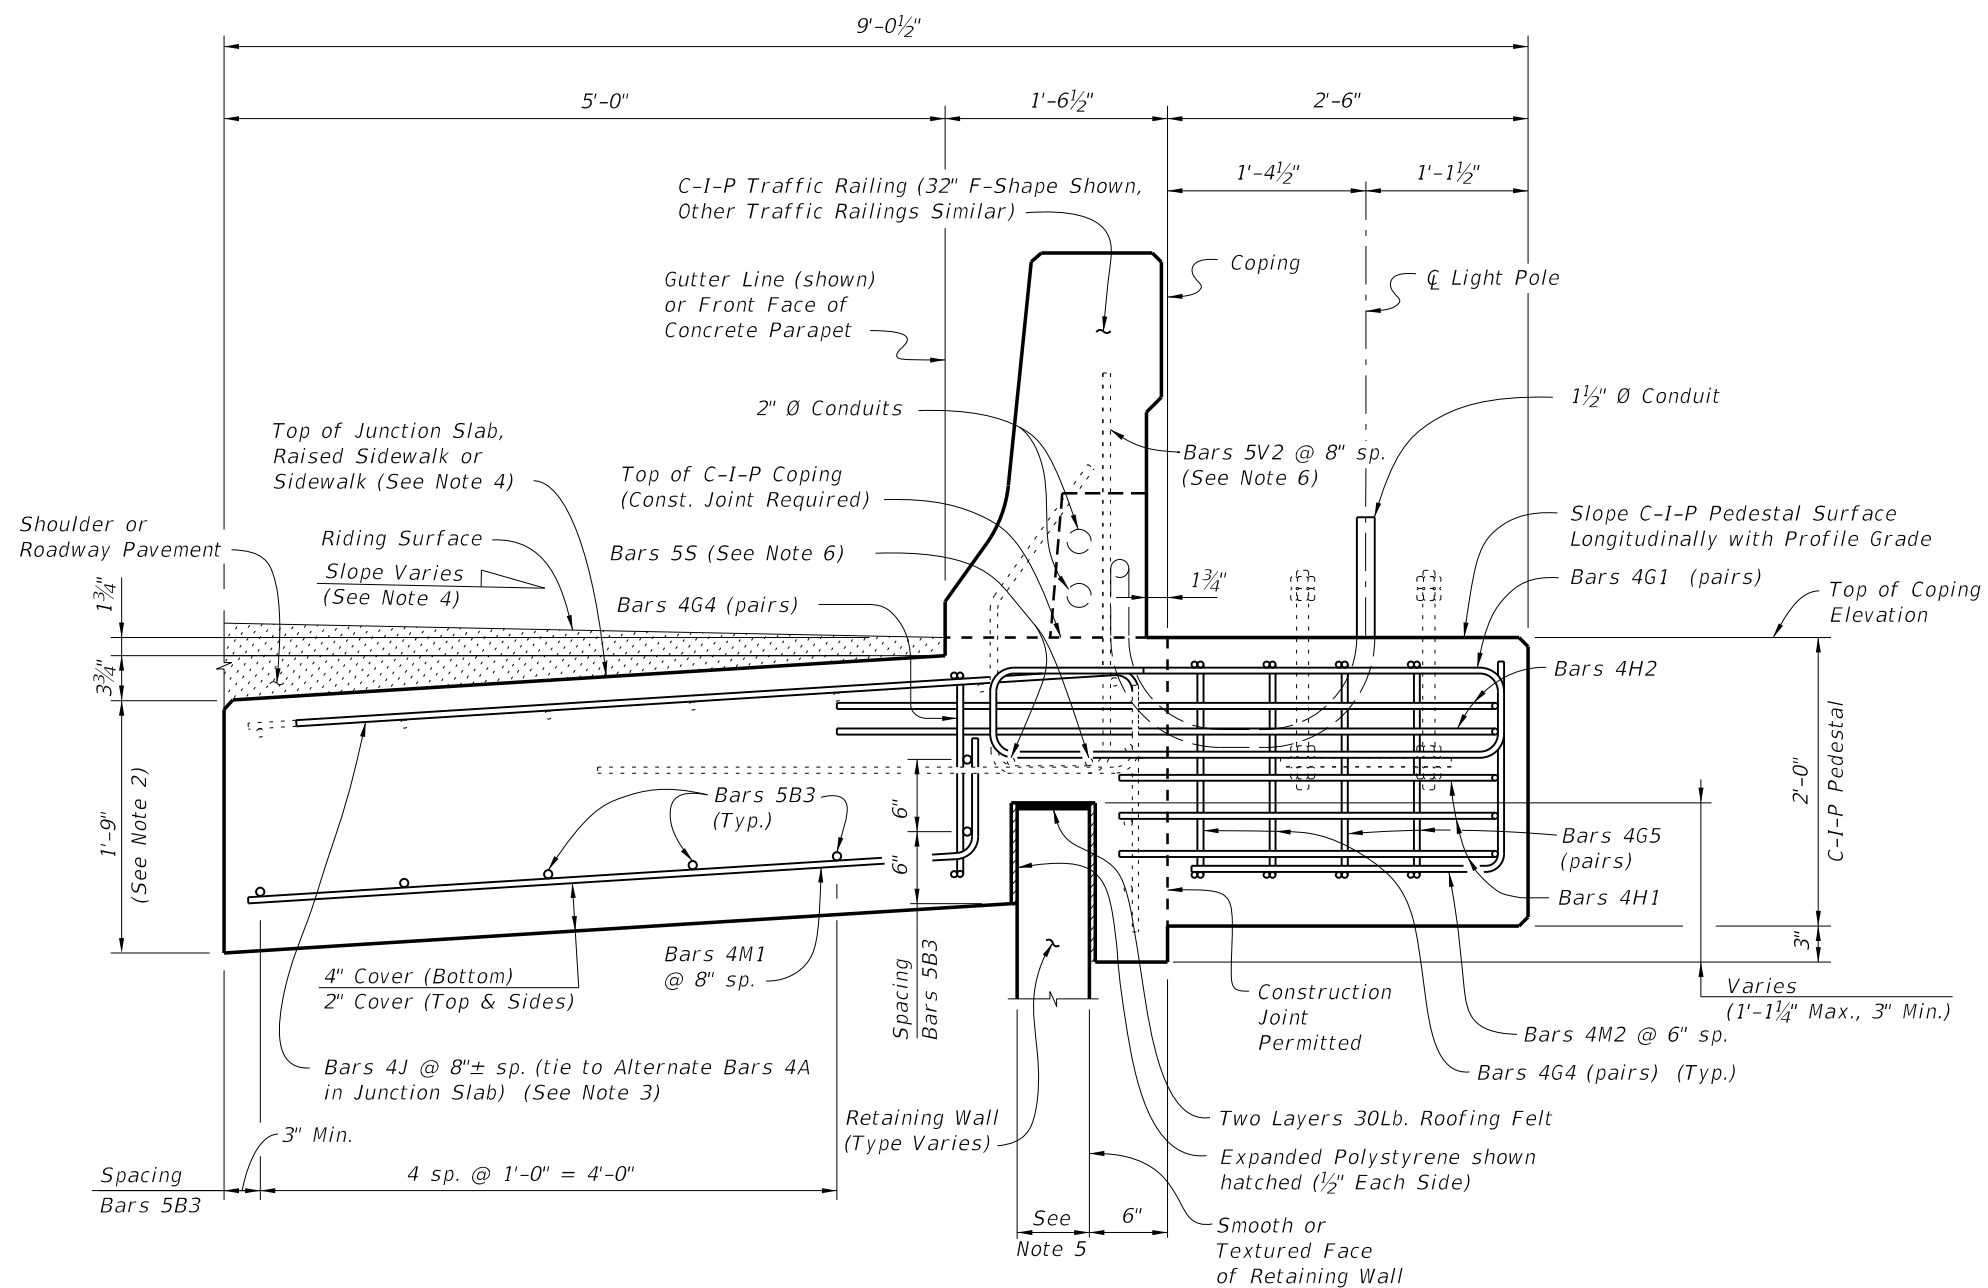 9'-0½"
5'-0"
1'-6½"
2'-6"
1'-4½"
1'-1½"
C-I-P Traffic Railing (32" F-Shape Shown,
Other Traffic Railings Similar)
Coping
℄ Light Pole
Gutter Line (shown)
or Front Face of
Concrete Parapet
2" Ø Conduits
1½" Ø Conduit
Top of Junction Slab,
Raised Sidewalk or
Sidewalk (See Note 4)
Top of C-I-P Coping
(Const. Joint Required)
Bars 5V2 @ 8" sp.
(See Note 6)
Shoulder or
Roadway Pavement
Riding Surface
Slope Varies
(See Note 4)
Bars 5S (See Note 6)
Bars 4G4 (pairs)
1¾"
Slope C-I-P Pedestal Surface
Longitudinally with Profile Grade
Bars 4G1 (pairs)
Top of Coping
Elevation
Bars 4H2
1¾"
3¾"
1'-9"
(See Note 2)
Bars 5B3
(Typ.)
6"
6"
Spacing
Bars 5B3
2'-0"
C-I-P Pedestal
3"
Bars 4G5
(pairs)
Bars 4H1
4" Cover (Bottom)
2" Cover (Top & Sides)
Bars 4M1
@ 8" sp.
Construction
Joint
Permitted
Varies
(1'-1¼" Max., 3" Min.)
Bars 4M2 @ 6" sp.
Bars 4G4 (pairs) (Typ.)
Bars 4J @ 8"± sp. (tie to Alternate Bars 4A
in Junction Slab) (See Note 3)
Retaining Wall
(Type Varies)
Two Layers 30Lb. Roofing Felt
Expanded Polystyrene shown
hatched (½" Each Side)
3" Min.
Spacing
Bars 5B3
4 sp. @ 1'-0" = 4'-0"
See
Note 5
6"
Smooth or
Textured Face
of Retaining Wall